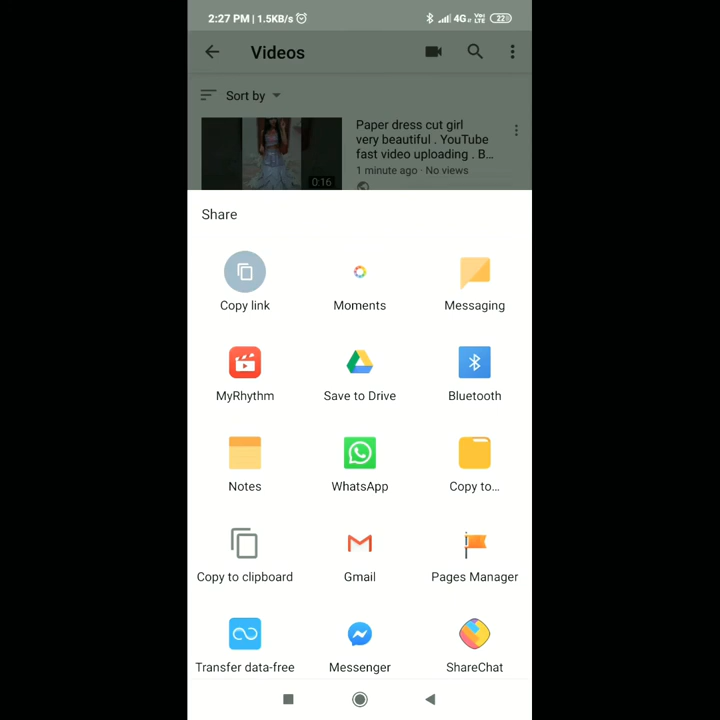 2:27 PM | 1.5KB/s
4G Vo) LTE 22
Videos
Sort by
Paper dress cut girl
very beautiful . YouTube
fast video uploading . B...
1 minute ago · No views
0:16
Share
Copy link
Moments
Messaging
MyRhythm
Save to Drive
Bluetooth
Notes
WhatsApp
Copy to...
Copy to clipboard
Gmail
Pages Manager
Transfer data-free
Messenger
ShareChat